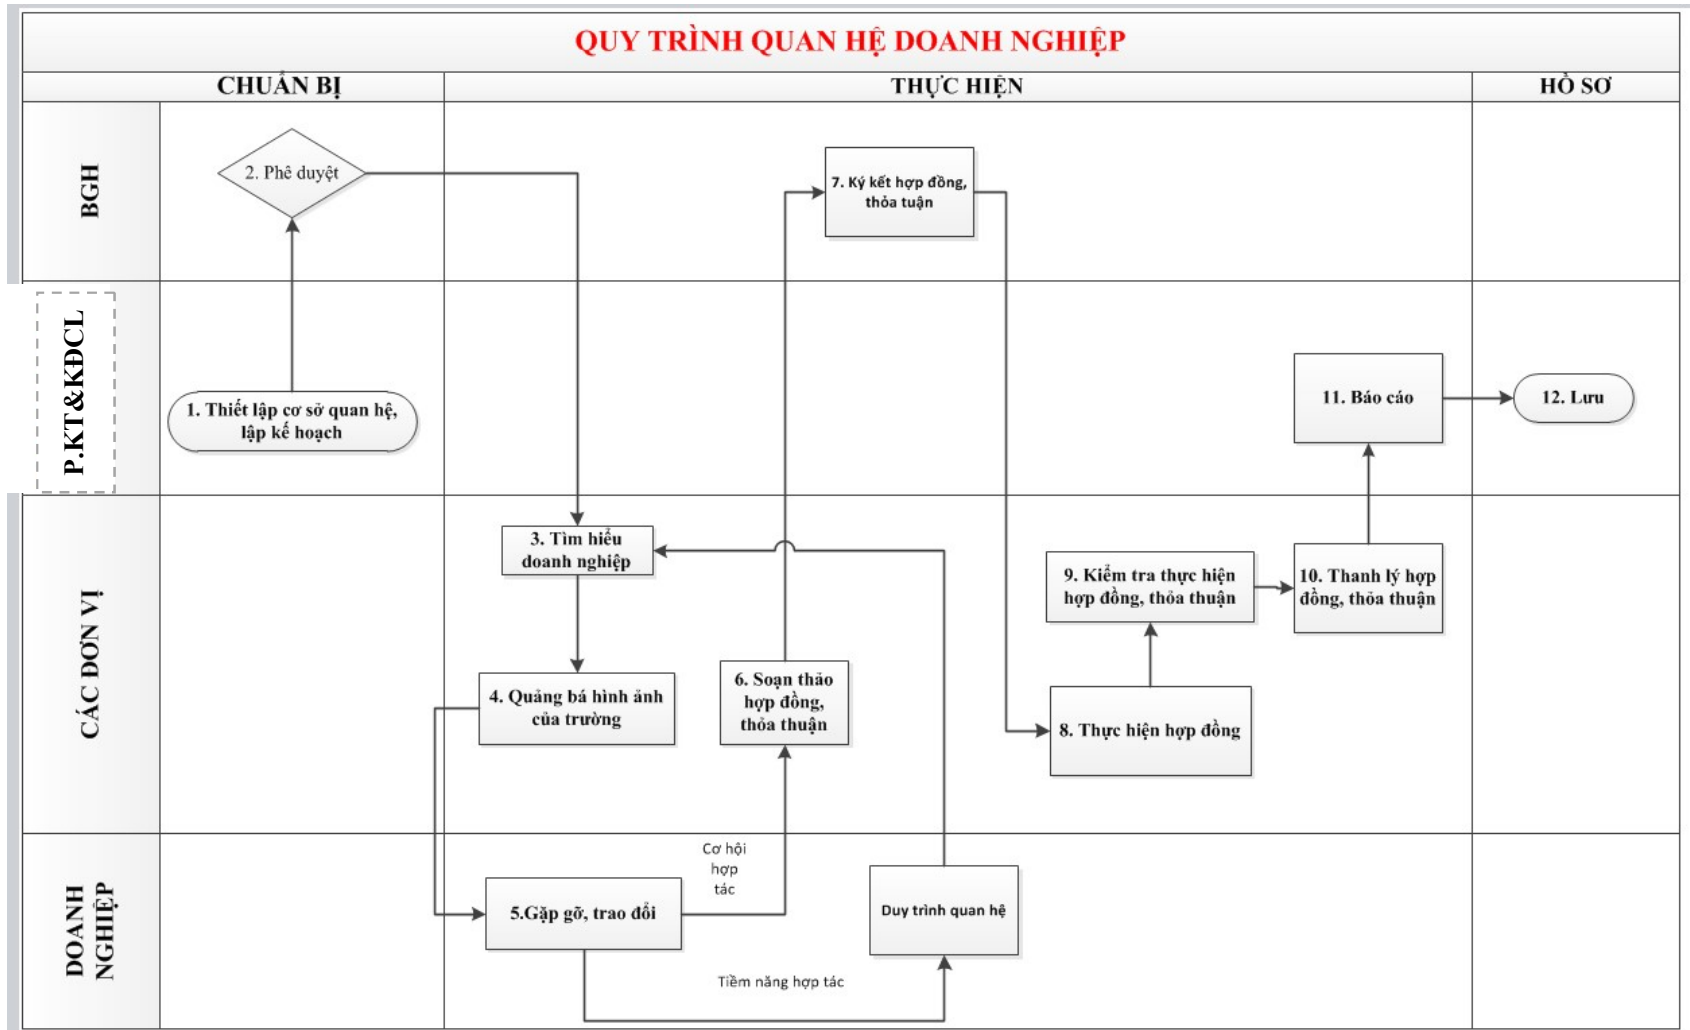 QUY TRÌNH QUAN HỆ DOANH NGHIỆP
CHUẨN BỊ
THỰC HIỆN
HỒ SƠ
BGH
2. Phê duyệt
7. Ký kết hợp đồng,
thỏa tuận
P.KT&KĐCL
1. Thiết lập cơ sở quan hệ,
lập kế hoạch
11. Báo cáo
12. Lưu
CÁC ĐƠN VỊ
3. Tìm hiểu
doanh nghiệp
4. Quảng bá hình ảnh
của trường
6. Soạn thảo
hợp đồng,
thỏa thuận
9. Kiểm tra thực hiện
hợp đồng, thỏa thuận
10. Thanh lý hợp
đồng, thỏa thuận
8. Thực hiện hợp đồng
DOANH
NGHIỆP
5.Gặp gỡ, trao đổi
Cơ hội
hợp
tác
Duy trình quan hệ
Tiềm năng hợp tác